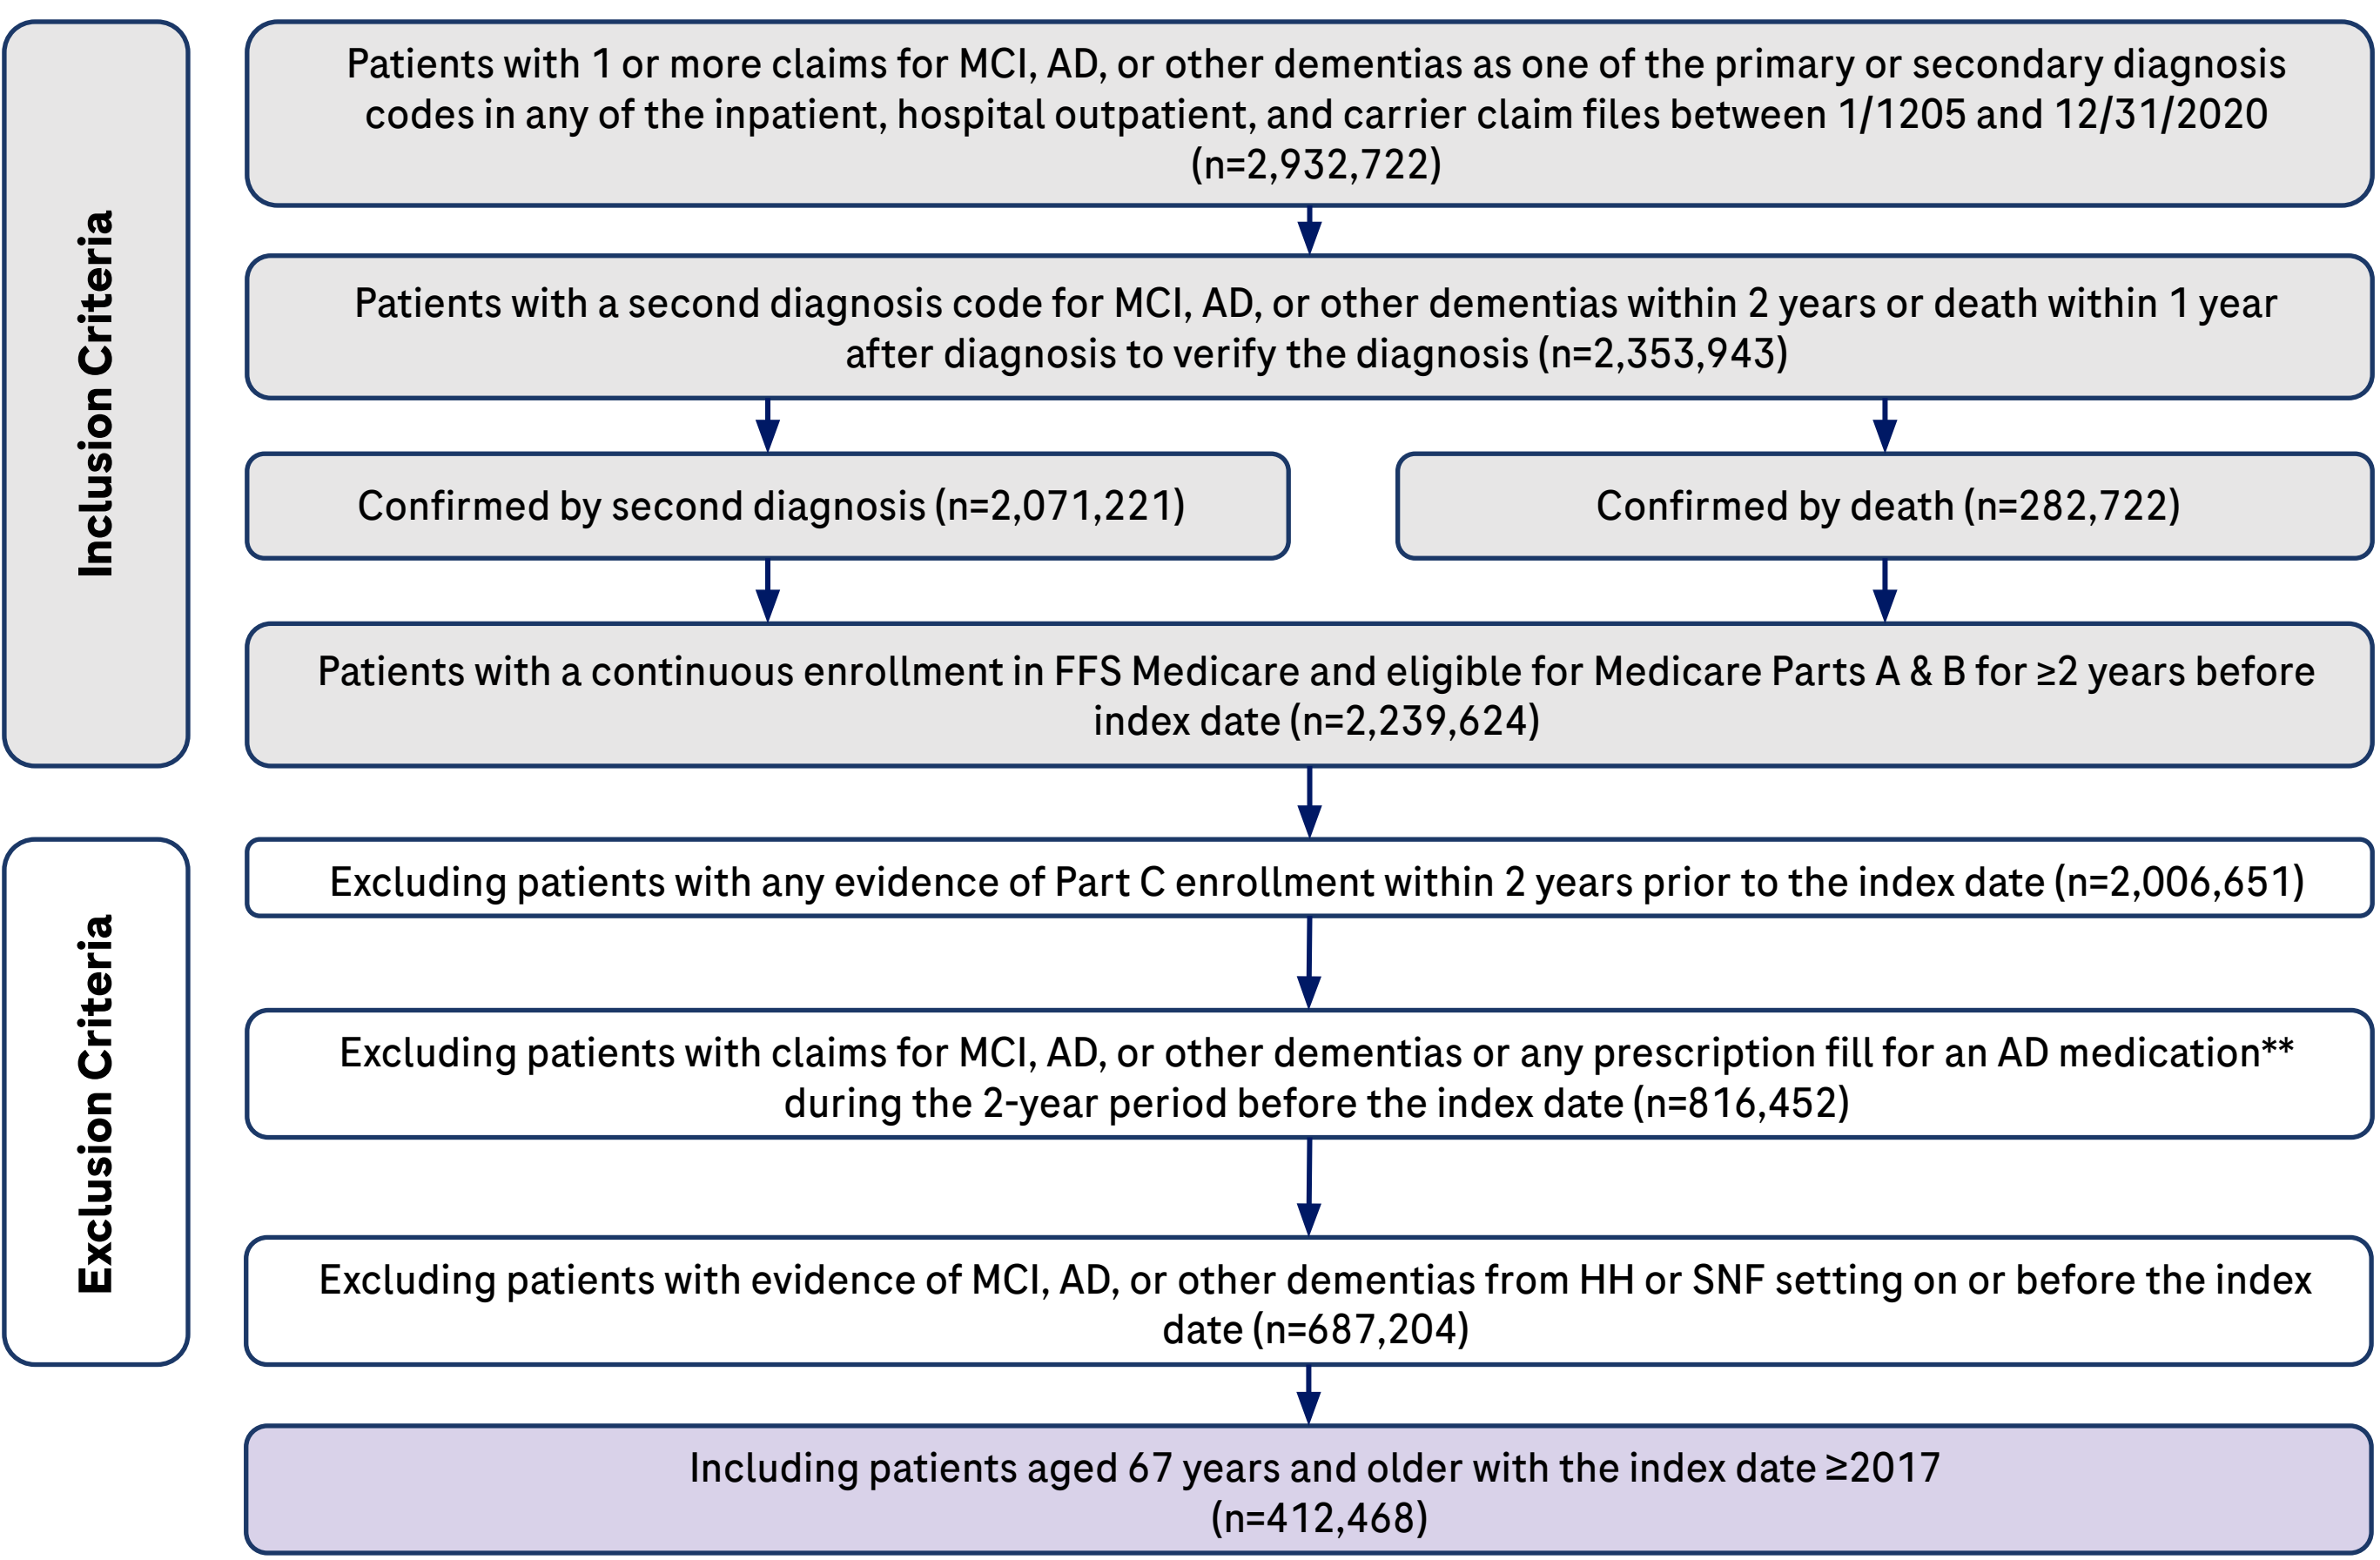 Inclusion Criteria
Patients with 1 or more claims for MCI, AD, or other dementias as one of the primary or secondary diagnosis
codes in any of the inpatient, hospital outpatient, and carrier claim files between 1/1205 and 12/31/2020
(n=2,932,722)
Patients with a second diagnosis code for MCI, AD, or other dementias within 2 years or death within 1 year
after diagnosis to verify the diagnosis (n=2,353,943)
Confirmed by second diagnosis (n=2,071,221)
Confirmed by death (n=282,722)
Patients with a continuous enrollment in FFS Medicare and eligible for Medicare Parts A & B for ≥2 years before
index date (n=2,239,624)
Exclusion Criteria
Excluding patients with any evidence of Part C enrollment within 2 years prior to the index date (n=2,006,651)
Excluding patients with claims for MCI, AD, or other dementias or any prescription fill for an AD medication**
during the 2-year period before the index date (n=816,452)
Excluding patients with evidence of MCI, AD, or other dementias from HH or SNF setting on or before the index
date (n=687,204)
Including patients aged 67 years and older with the index date ≥2017
(n=412,468)